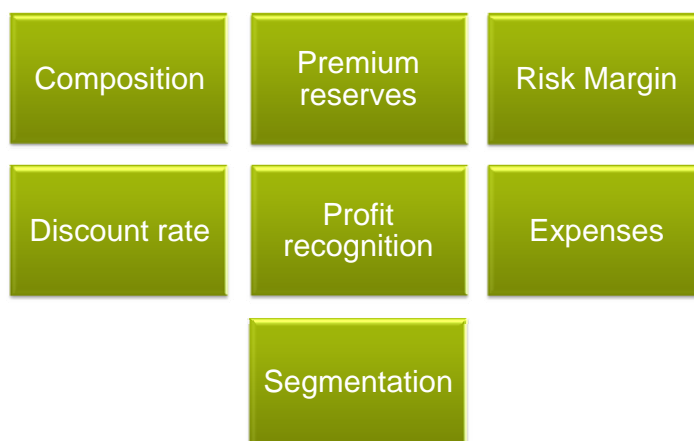 Composition
Premium
reserves
Risk Margin
Discount rate
Profit
recognition
Expenses
Segmentation